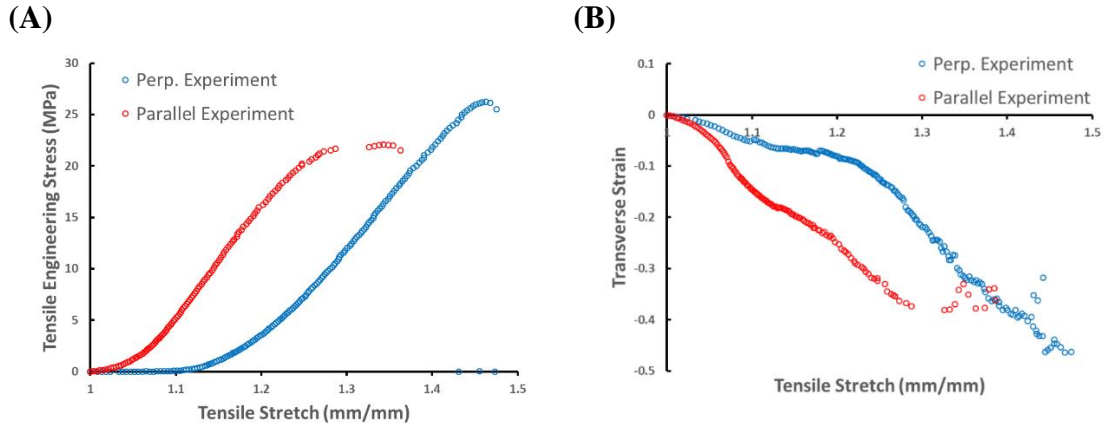 (A)
(B)
30
25
20
15
10
5
0
Tensile Engineering Stress (MPa)
Perp. Experiment
Parallel Experiment
1
1.1
1.2
1.3
1.4
1.5
Tensile Stretch (mm/mm)
0.1
0
-0.1
-0.2
-0.3
-0.4
-0.5
Transverse Strain
Perp. Experiment
Parallel Experiment
1
1.1
1.2
1.3
1.4
1.5
Tensile Stretch (mm/mm)